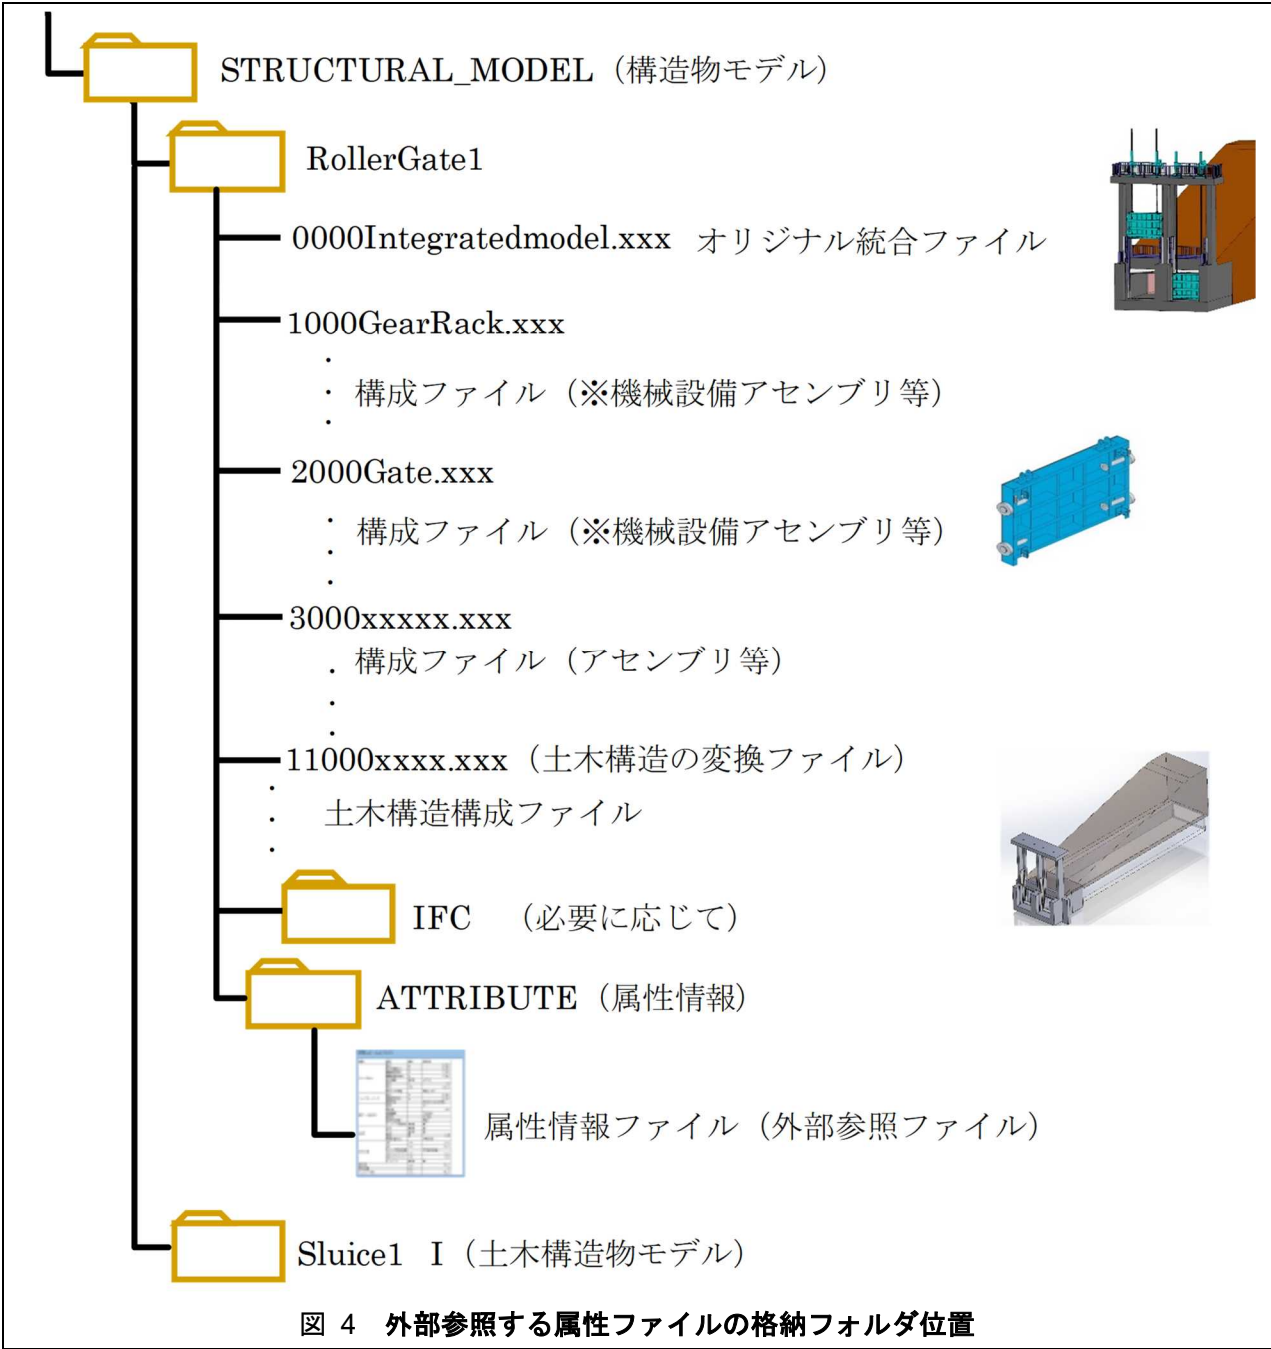 STRUCTURAL_MODEL（構造物モデル）
RollerGate1
0000Integratedmodel.xxx オリジナル統合ファイル
1000GearRack.xxx
構成ファイル（※機械設備アセンブリ等）
2000Gate.xxx
構成ファイル（※機械設備アセンブリ等）
3000xxxxx.xxx
構成ファイル（アセンブリ等）
11000xxxx.xxx（土木構造の変換ファイル）
土木構造構成ファイル
IFC （必要に応じて）
ATTRIBUTE（属性情報）
属性情報ファイル（外部参照ファイル）
Sluice1 I（土木構造物モデル）
図 4 外部参照する属性ファイルの格納フォルダ位置